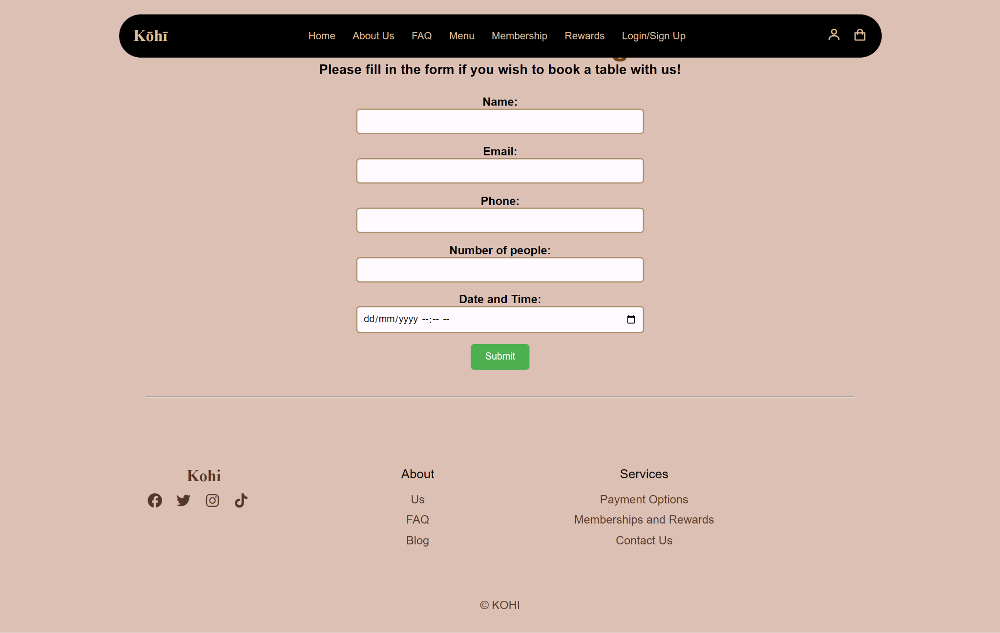 Kōhī
Home About Us FAQ Menu Membership Rewards Login/Sign Up
Please fill in the form if you wish to book a table with us!
Name:
Email:
Phone:
Number of people:
Date and Time:
dd/mm/yyyy --:-- --
Submit
Kohi
About
Us
FAQ
Blog
Services
Payment Options
Memberships and Rewards
Contact Us
© KOHI